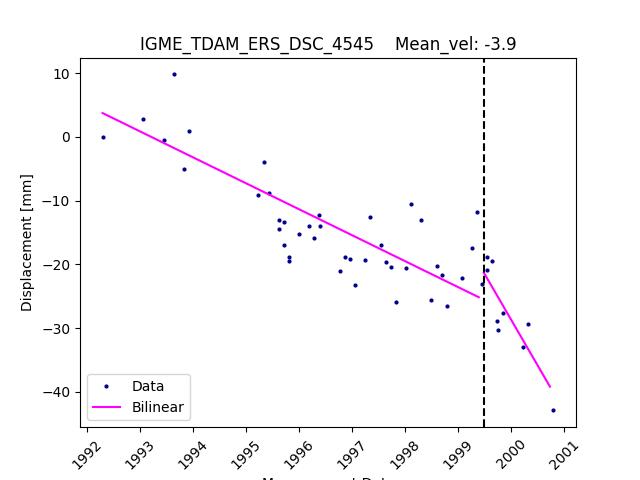 IGME_TDAM_ERS_DSC_4545    Mean_vel: -3.9
Displacement [mm]
10
0
−10
−20
−30
−40
Data
Bilinear
1992 1993 1994 1995 1996 1997 1998 1999 2000 2001